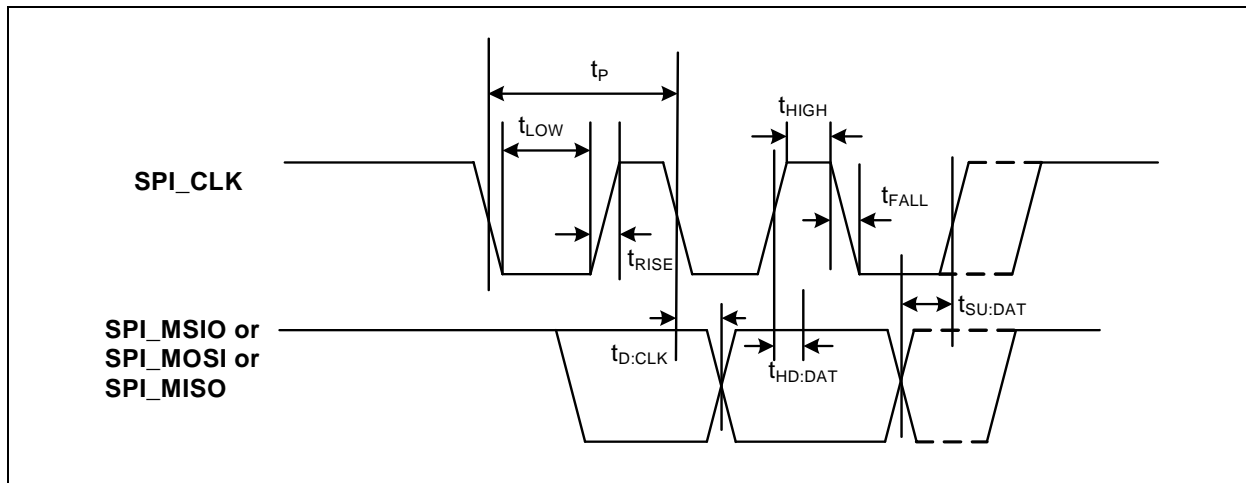 tP
tHIGH
tLOW
SPI_CLK
tFALL
tRISE
tSU:DAT
SPI_MSIO or
SPI_MOSI or
SPI_MISO
tD:CLK
tHD:DAT